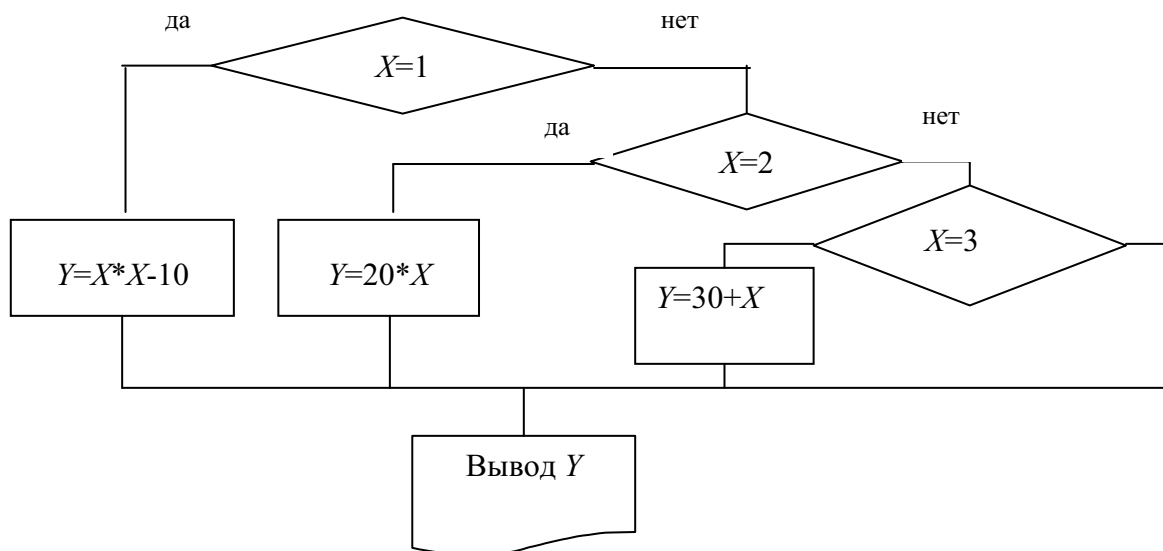 да
нет
X=1
да
нет
X=2
X=3
Y=X*X-10
Y=20*X
Y=30+X
Вывод Y